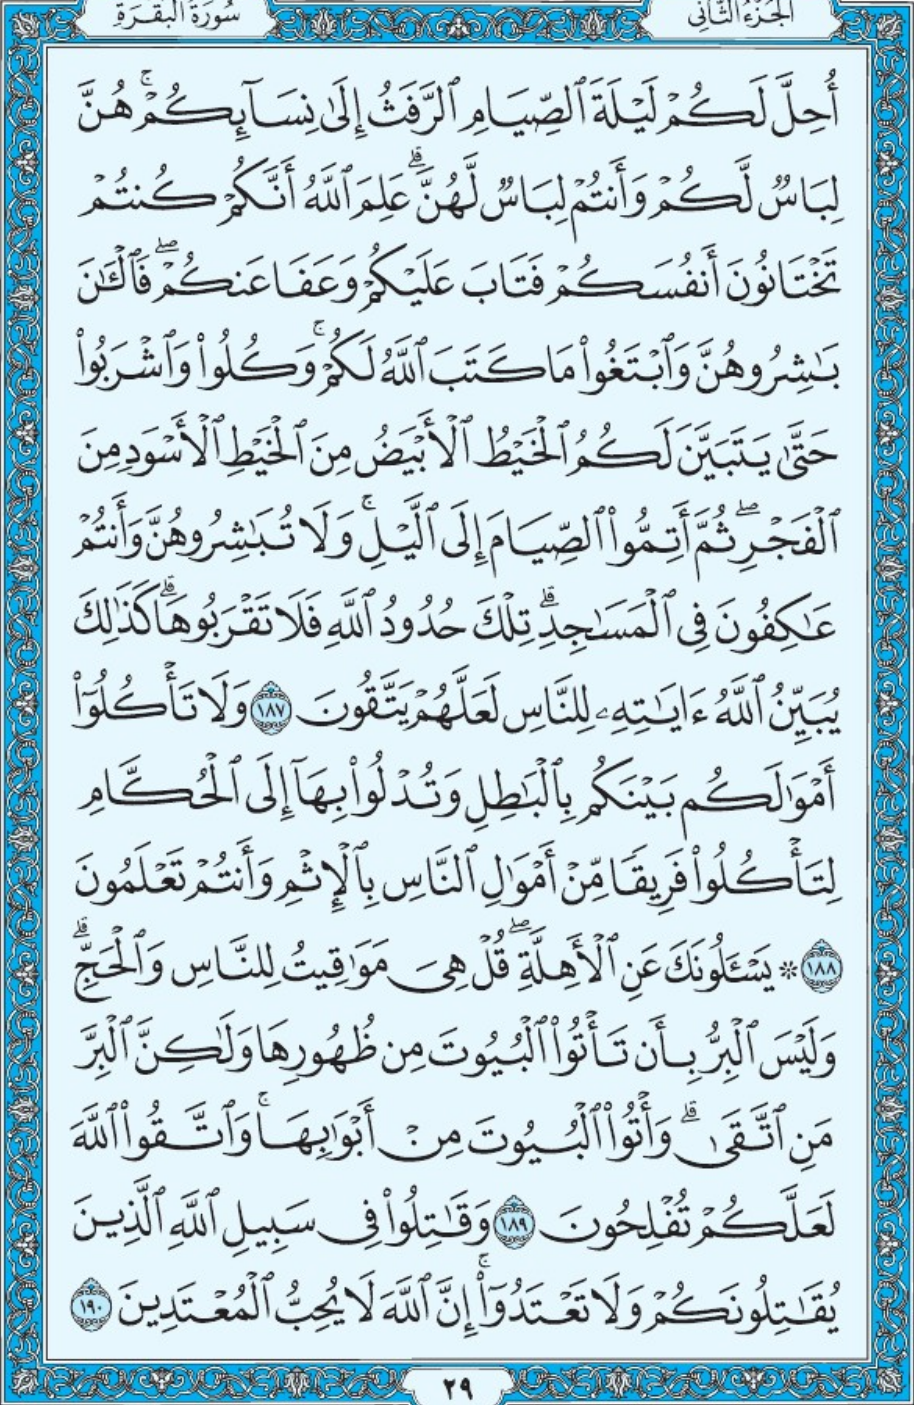 الجُزْءُ الثَّانِي
سُورَةُ البَقَرَةِ
أُحِلَّ لَكُمْ لَيْلَةَ ٱلصِّيَامِ ٱلرَّفَثُ إِلَىٰ نِسَآئِكُمْۚ هُنَّ
لِبَاسٌ لَّكُمْ وَأَنتُمْ لِبَاسٌ لَّهُنَّۗ عَلِمَ ٱللَّهُ أَنَّكُمْ كُنتُمْ
تَخْتَانُونَ أَنفُسَكُمْ فَتَابَ عَلَيْكُمْ وَعَفَا عَنكُمْۖ فَٱلْـَٰٔنَ
بَـٰشِرُوهُنَّ وَٱبْتَغُوا۟ مَا كَتَبَ ٱللَّهُ لَكُمْۚ وَكُلُوا۟ وَٱشْرَبُوا۟
حَتَّىٰ يَتَبَيَّنَ لَكُمُ ٱلْخَيْطُ ٱلْأَبْيَضُ مِنَ ٱلْخَيْطِ ٱلْأَسْوَدِ مِنَ
ٱلْفَجْرِۖ ثُمَّ أَتِمُّوا۟ ٱلصِّيَامَ إِلَى ٱلَّيْلِۚ وَلَا تُبَـٰشِرُوهُنَّ وَأَنتُمْ
عَـٰكِفُونَ فِى ٱلْمَسَـٰجِدِۗ تِلْكَ حُدُودُ ٱللَّهِ فَلَا تَقْرَبُوهَاۗ كَذَٰلِكَ
يُبَيِّنُ ٱللَّهُ ءَايَـٰتِهِۦ لِلنَّاسِ لَعَلَّهُمْ يَتَّقُونَ ١٨٧ وَلَا تَأْكُلُوٓا۟
أَمْوَٰلَكُم بَيْنَكُم بِٱلْبَـٰطِلِ وَتُدْلُوا۟ بِهَآ إِلَى ٱلْحُكَّامِ
لِتَأْكُلُوا۟ فَرِيقًا مِّنْ أَمْوَٰلِ ٱلنَّاسِ بِٱلْإِثْمِ وَأَنتُمْ تَعْلَمُونَ
١٨٨ * يَسْـَٔلُونَكَ عَنِ ٱلْأَهِلَّةِۖ قُلْ هِىَ مَوَٰقِيتُ لِلنَّاسِ وَٱلْحَجِّۗ
وَلَيْسَ ٱلْبِرُّ بِأَن تَأْتُوا۟ ٱلْبُيُوتَ مِن ظُهُورِهَا وَلَـٰكِنَّ ٱلْبِرَّ
مَنِ ٱتَّقَىٰۗ وَأْتُوا۟ ٱلْبُيُوتَ مِنْ أَبْوَٰبِهَاۚ وَٱتَّقُوا۟ ٱللَّهَ
لَعَلَّكُمْ تُفْلِحُونَ ١٨٩ وَقَـٰتِلُوا۟ فِى سَبِيلِ ٱللَّهِ ٱلَّذِينَ
يُقَـٰتِلُونَكُمْ وَلَا تَعْتَدُوٓا۟ۚ إِنَّ ٱللَّهَ لَا يُحِبُّ ٱلْمُعْتَدِينَ ١٩٠
٢٩